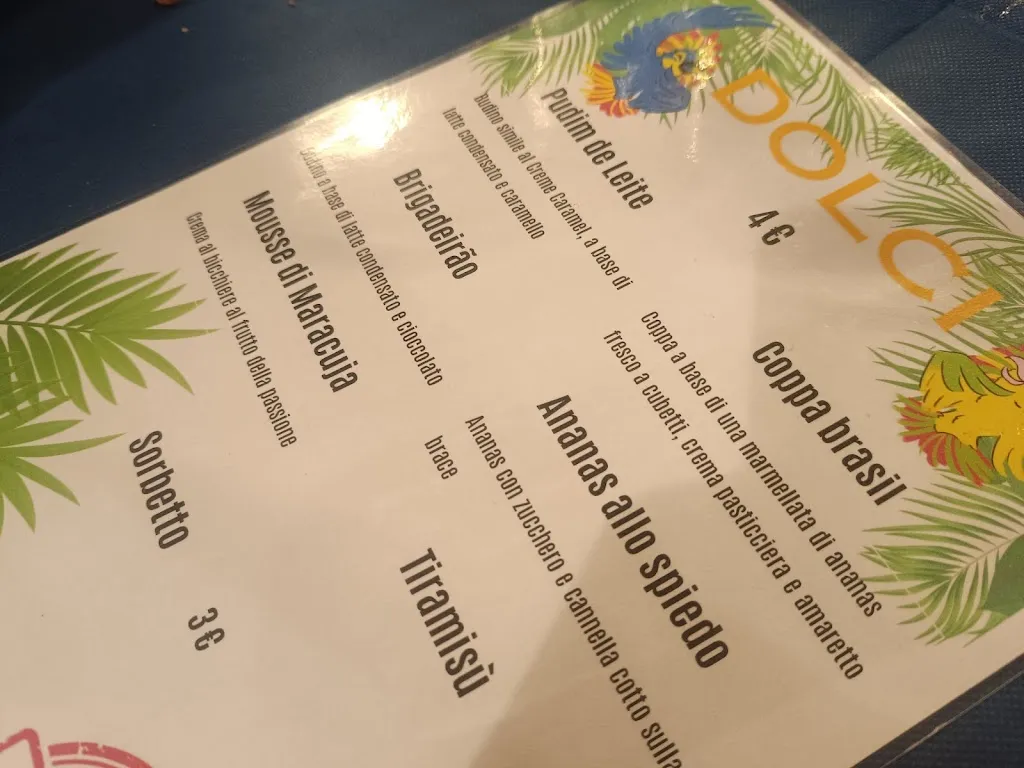 DOLCI
4 €
Pudim de Leite
Budino simile al Creme caramel, a base di
latte condensato e caramello
Brigadeirão
Budino a base di latte condensato e cioccolato
Mousse di Maracuja
Crema al bicchiere al frutto della passione
Coppa brasil
Coppa a base di una marmellata di ananas
fresco a cubetti, crema pasticciera e amaretto
Ananas allo spiedo
Ananas con zucchero e cannella cotto sulla
brace
Tiramisù
Sorbetto
3 €